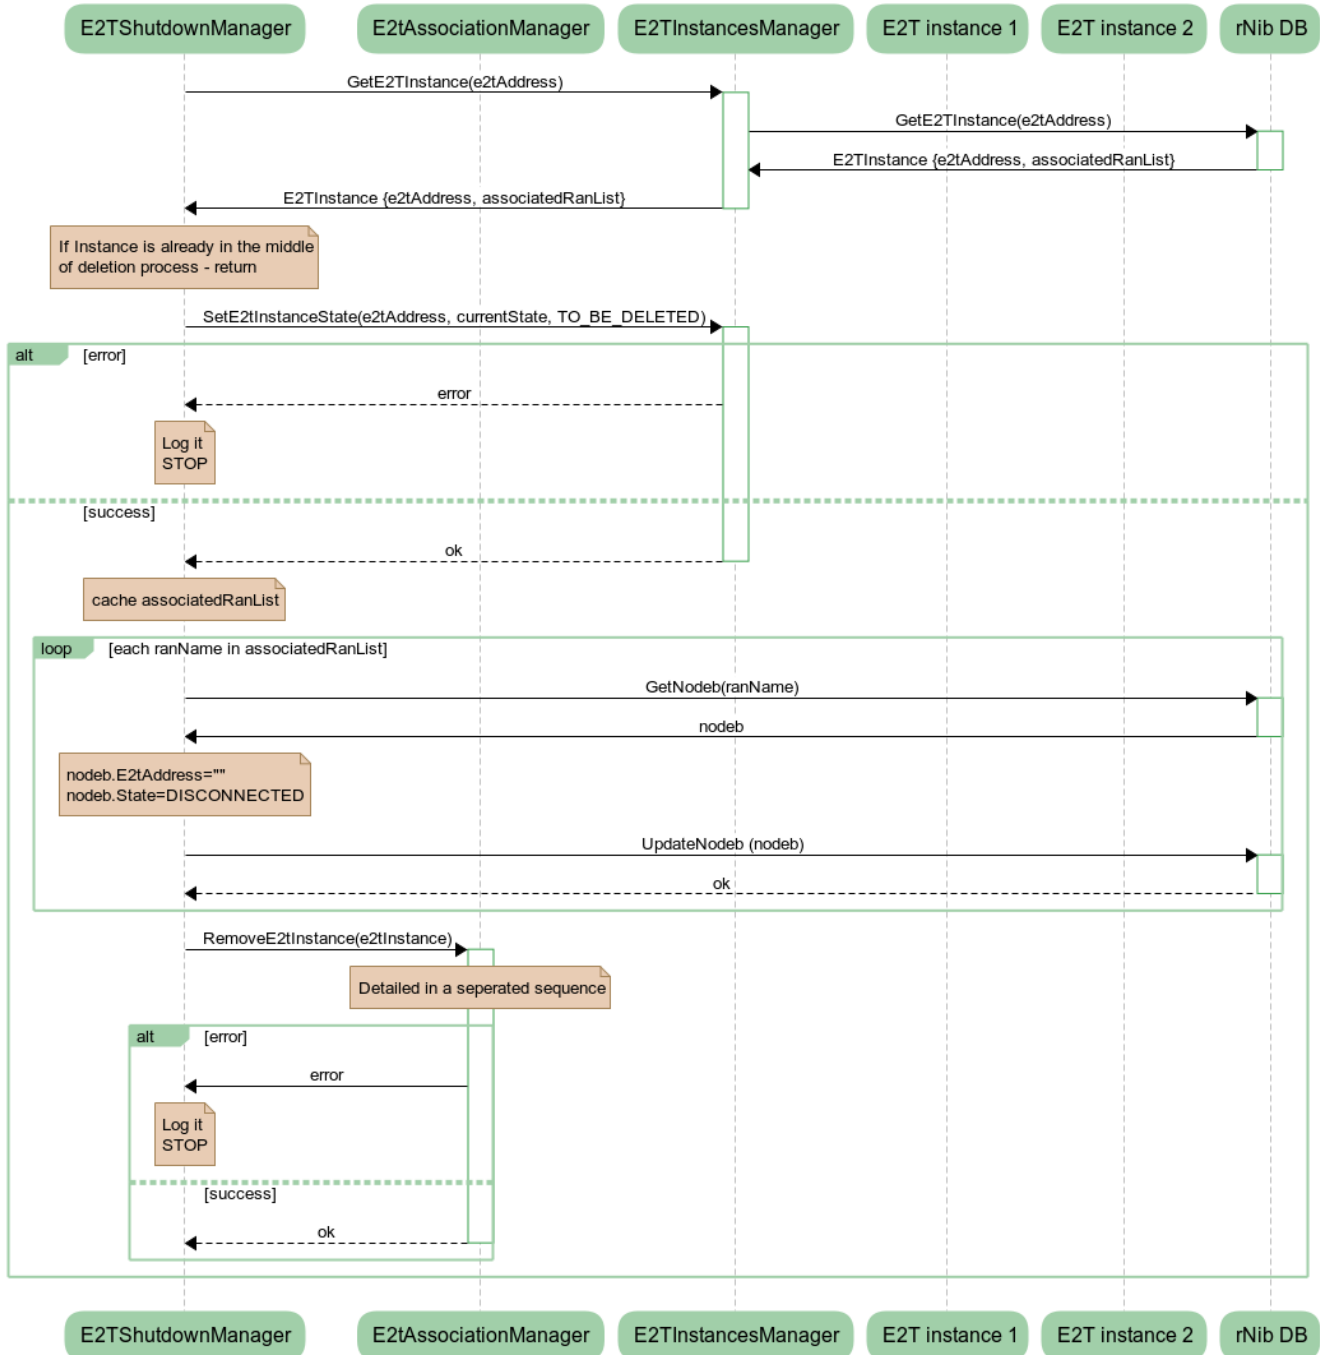 E2TShutdownManager E2tAssociationManager E2TInstancesManager E2T instance 1 E2T instance 2 rNib DB
GetE2TInstance(e2tAddress)
GetE2TInstance(e2tAddress)
E2TInstance {e2tAddress, associatedRanList}
E2TInstance {e2tAddress, associatedRanList}
If Instance is already in the middle
of deletion process - return
SetE2tInstanceState(e2tAddress, currentState, TO_BE_DELETED)
alt [error]
error
Log it
STOP
[success]
ok
cache associatedRanList
loop [each ranName in associatedRanList]
GetNodeb(ranName)
nodeb
nodeb.E2tAddress=""
nodeb.State=DISCONNECTED
UpdateNodeb (nodeb)
ok
RemoveE2tInstance(e2tInstance)
Detailed in a seperated sequence
alt [error]
error
Log it
STOP
[success]
ok
E2TShutdownManager E2tAssociationManager E2TInstancesManager E2T instance 1 E2T instance 2 rNib DB